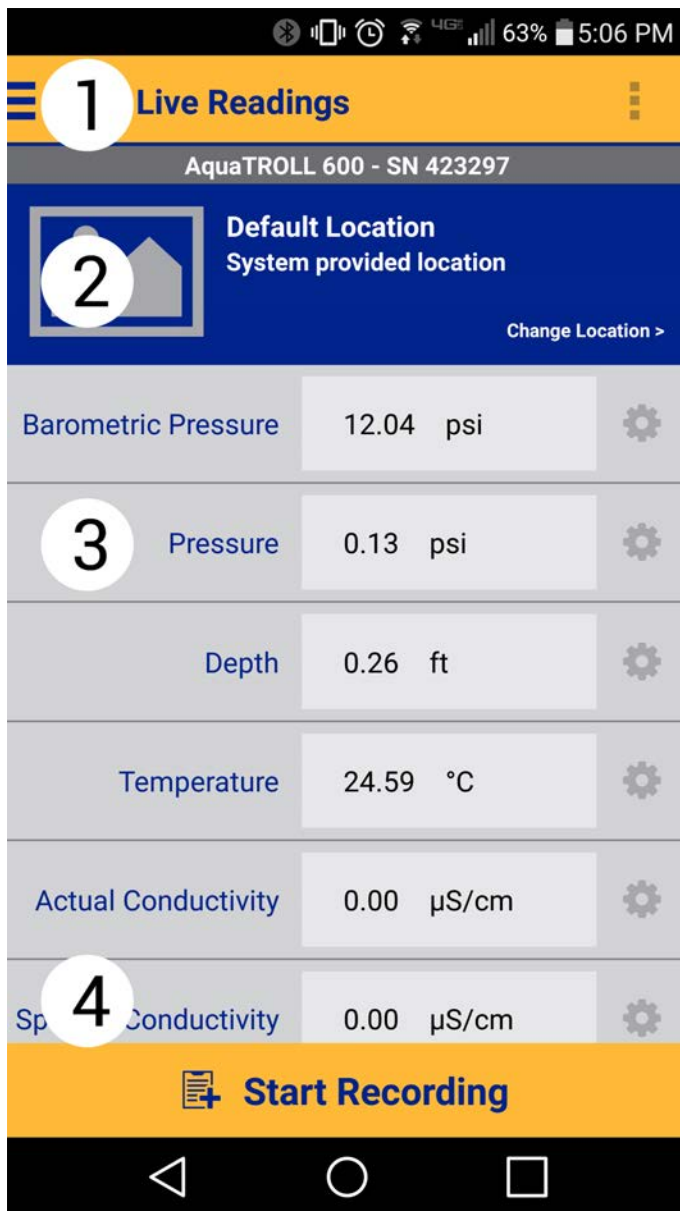 4G 63% 5:06 PM
1 Live Readings
AquaTROLL 600 - SN 423297
2
Default Location
System provided location
Change Location >
Barometric Pressure 12.04 psi
3 Pressure 0.13 psi
Depth 0.26 ft
Temperature 24.59 °C
Actual Conductivity 0.00 µS/cm
4 Conductivity 0.00 µS/cm
Start Recording